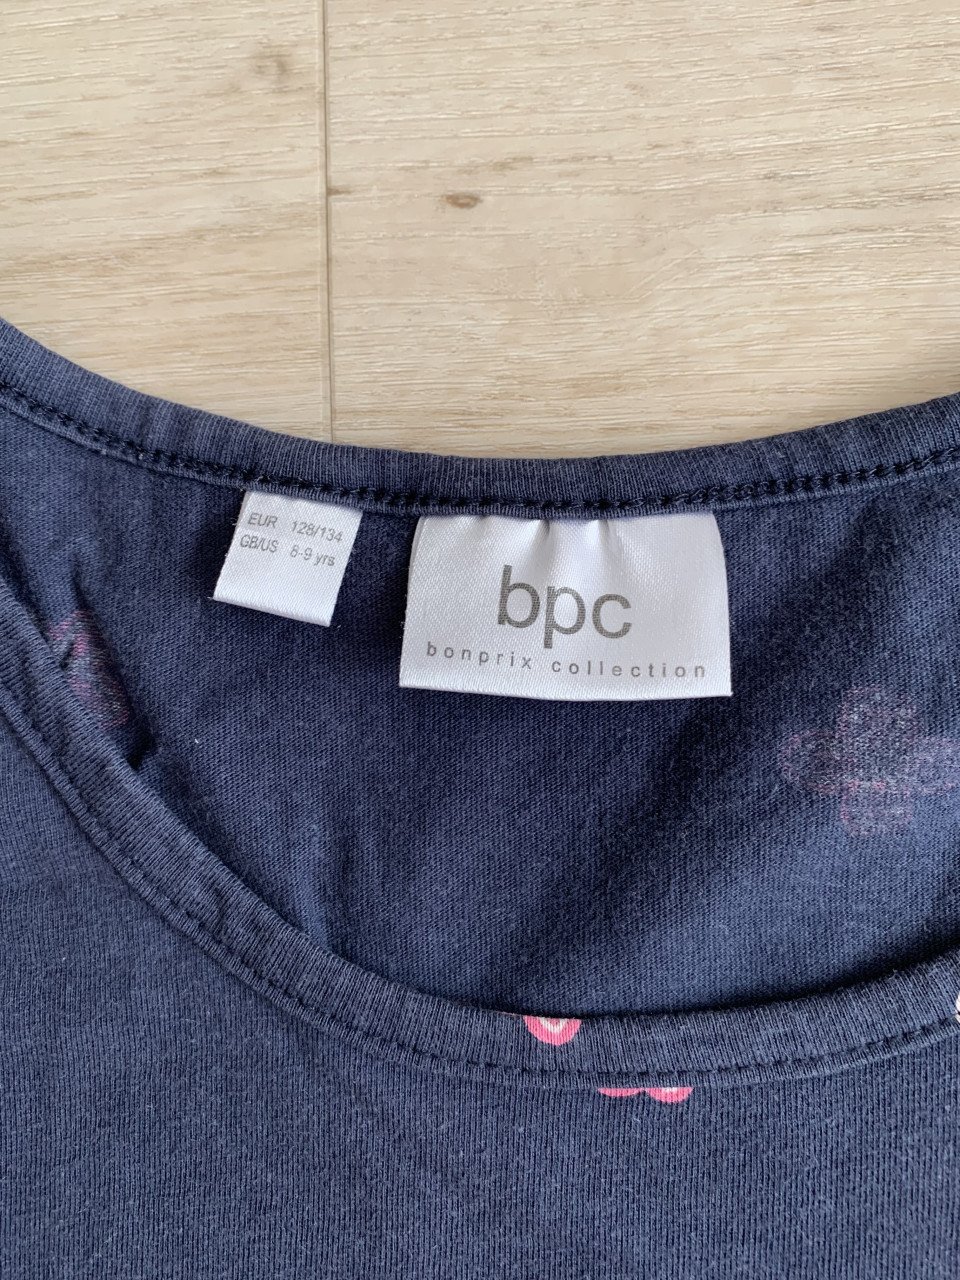 EUR 128/134
GB/US 8-9 yrs
bpc
bonprix collection